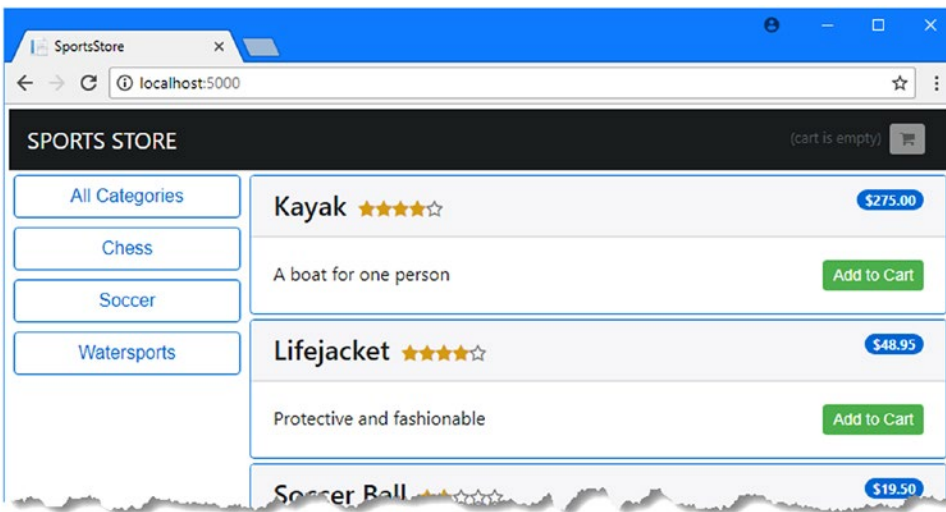 SportsStore
localhost:5000
SPORTS STORE
(cart is empty)
All Categories
Chess
Soccer
Watersports
Kayak
$275.00
A boat for one person
Add to Cart
Lifejacket
$48.95
Protective and fashionable
Add to Cart
Soccer Ball
$19.50